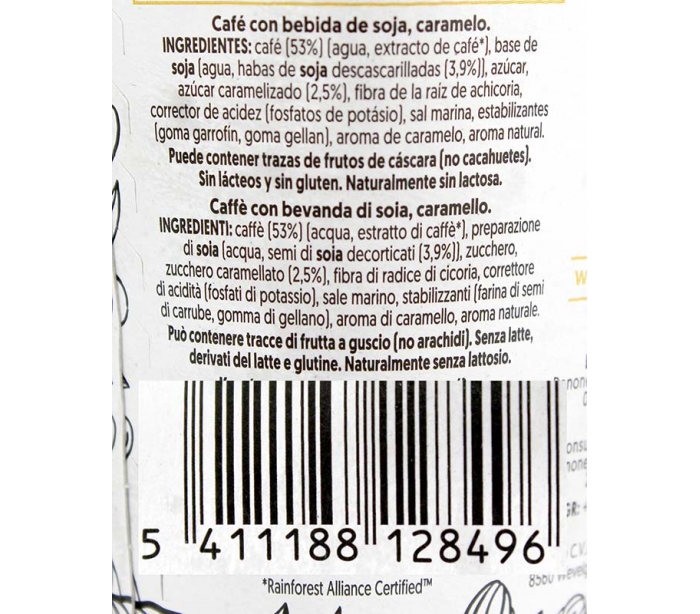 Café con bebida de soja, caramelo.
INGREDIENTES: café (53%) (agua, extracto de café*), base de
soja (agua, habas de soja descascarilladas (3,9%)), azúcar,
azúcar caramelizado (2,5%), fibra de la raíz de achicoria,
corrector de acidez (fosfatos de potásio), sal marina, estabilizantes
(goma garrofín, goma gellan), aroma de caramelo, aroma natural.
Puede contener trazas de frutos de cáscara (no cacahuetes).
Sin lácteos y sin gluten. Naturalmente sin lactosa.
Caffè con bevanda di soia, caramello.
INGREDIENTI: caffè (53%) (acqua, estratto di caffè*), preparazione
di soia (acqua, semi di soia decorticati (3,9%)), zucchero,
zucchero caramellato (2,5%), fibra di radice di cicoria, correttore
di acidità (fosfati di potassio), sale marino, stabilizzanti (farina di semi
di carrube, gomma di gellano), aroma di caramello, aroma naturale.
Può contenere tracce di frutta a guscio (no arachidi). Senza latte,
derivati del latte e glutine. Naturalmente senza lattosio.
5 411188 128496
*Rainforest Alliance Certified™
8560